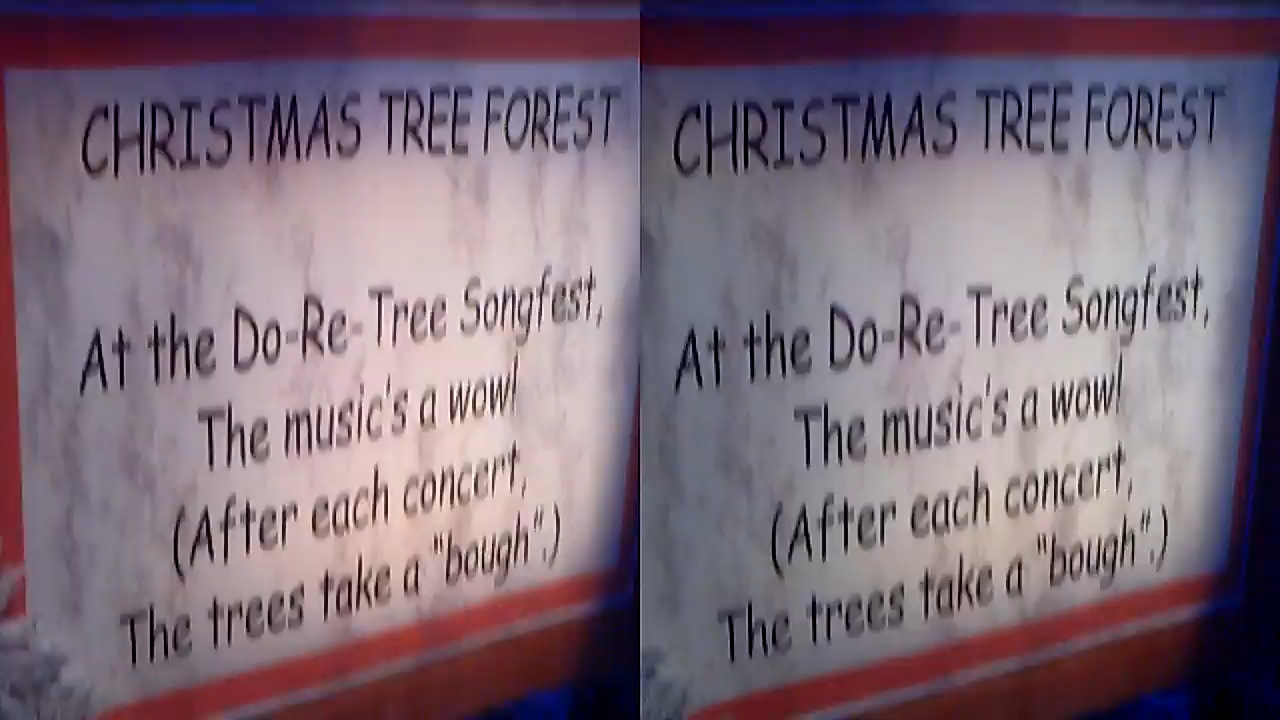 CHRISTMAS TREE FOREST
At the Do-Re-Tree Songfest,
The music's a wow!
(After each concert,
The trees take a "bough".)
CHRISTMAS TREE FOREST
At the Do-Re-Tree Songfest,
The music's a wow!
(After each concert,
The trees take a "bough".)